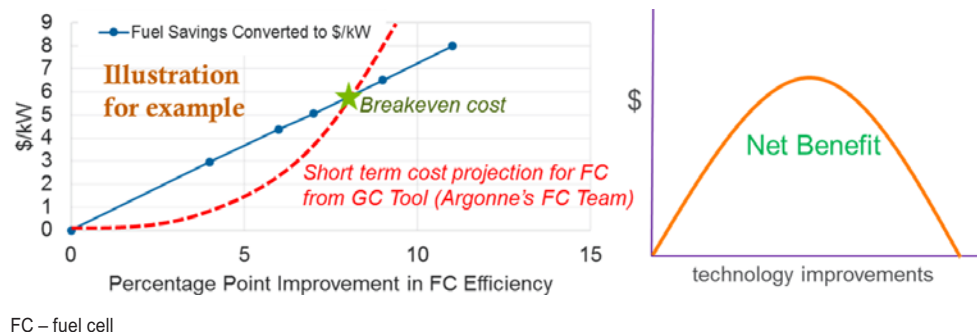 9
8
7
6
5
4
3
2
1
0
$/kW
Fuel Savings Converted to $/kW
Illustration
for example
Breakeven cost
Short term cost projection for FC
from GC Tool (Argonne's FC Team)
0 5 10 15
Percentage Point Improvement in FC Efficiency
$
Net Benefit
technology improvements
FC – fuel cell